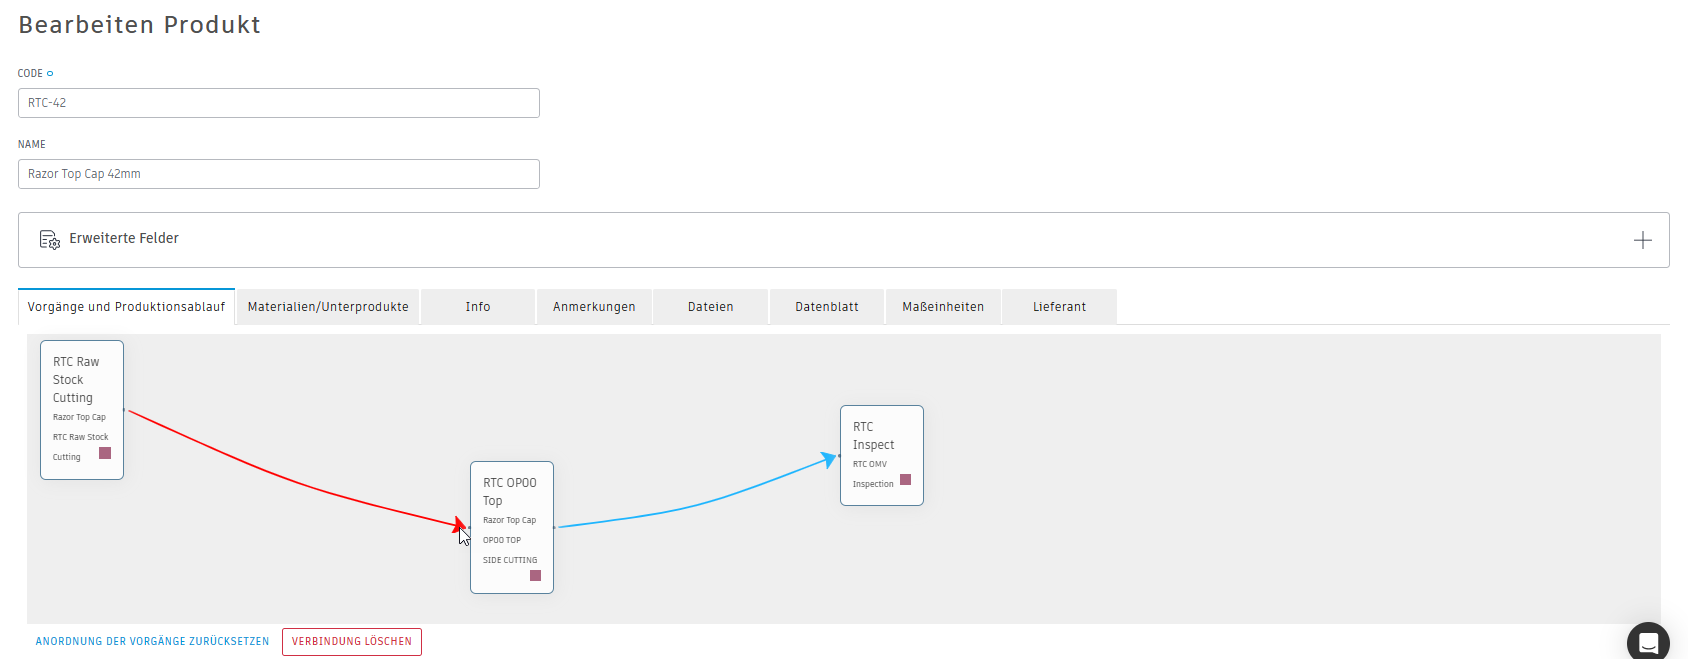 Bearbeiten Produkt
CODE
RTC-42
NAME
Razor Top Cap 42mm
Erweiterte Felder
Vorgänge und Produktionsablauf
Materialien/Unterprodukte
Info
Anmerkungen
Dateien
Datenblatt
Maßeinheiten
Lieferant
RTC Raw
Stock
Cutting
Razor Top Cap
RTC Raw Stock
Cutting
RTC OP00
Top
Razor Top Cap
OP00 TOP
SIDE CUTTING
RTC
Inspect
RTC OMV
Inspection
ANORDNUNG DER VORGÄNGE ZURÜCKSETZEN
VERBINDUNG LÖSCHEN